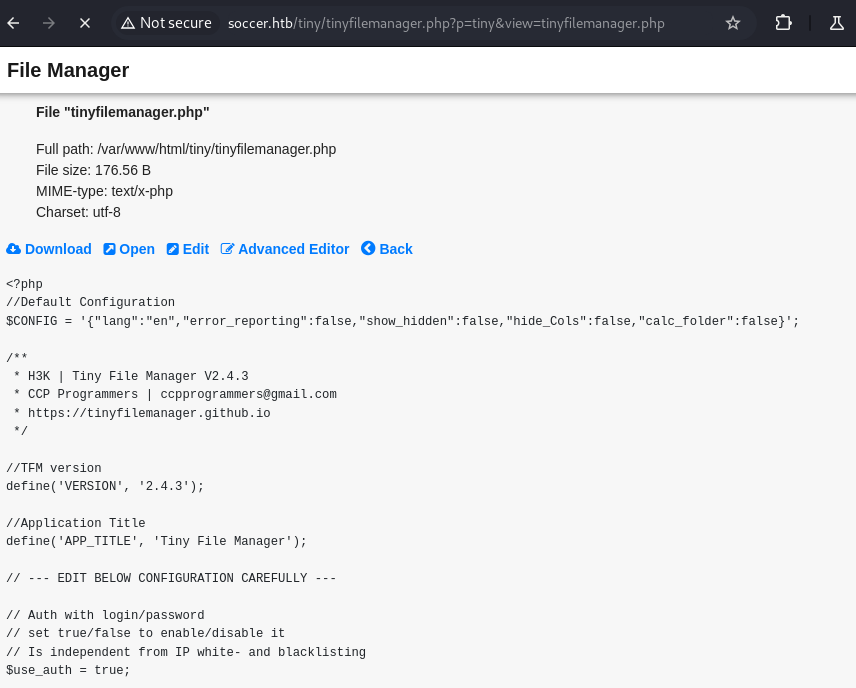 Not secure soccer.htb/tiny/tinyfilemanager.php?p=tiny&view=tinyfilemanager.php
File Manager
File "tinyfilemanager.php"
Full path: /var/www/html/tiny/tinyfilemanager.php
File size: 176.56 B
MIME-type: text/x-php
Charset: utf-8
Download Open Edit Advanced Editor Back
<?php
//Default Configuration
$CONFIG = '{"lang":"en","error_reporting":false,"show_hidden":false,"hide_Cols":false,"calc_folder":false}';
/**
 * H3K | Tiny File Manager V2.4.3
 * CCP Programmers | ccpprogrammers@gmail.com
 * https://tinyfilemanager.github.io
 */
//TFM version
define('VERSION', '2.4.3');
//Application Title
define('APP_TITLE', 'Tiny File Manager');
// --- EDIT BELOW CONFIGURATION CAREFULLY ---
// Auth with login/password
// set true/false to enable/disable it
// Is independent from IP white- and blacklisting
$use_auth = true;